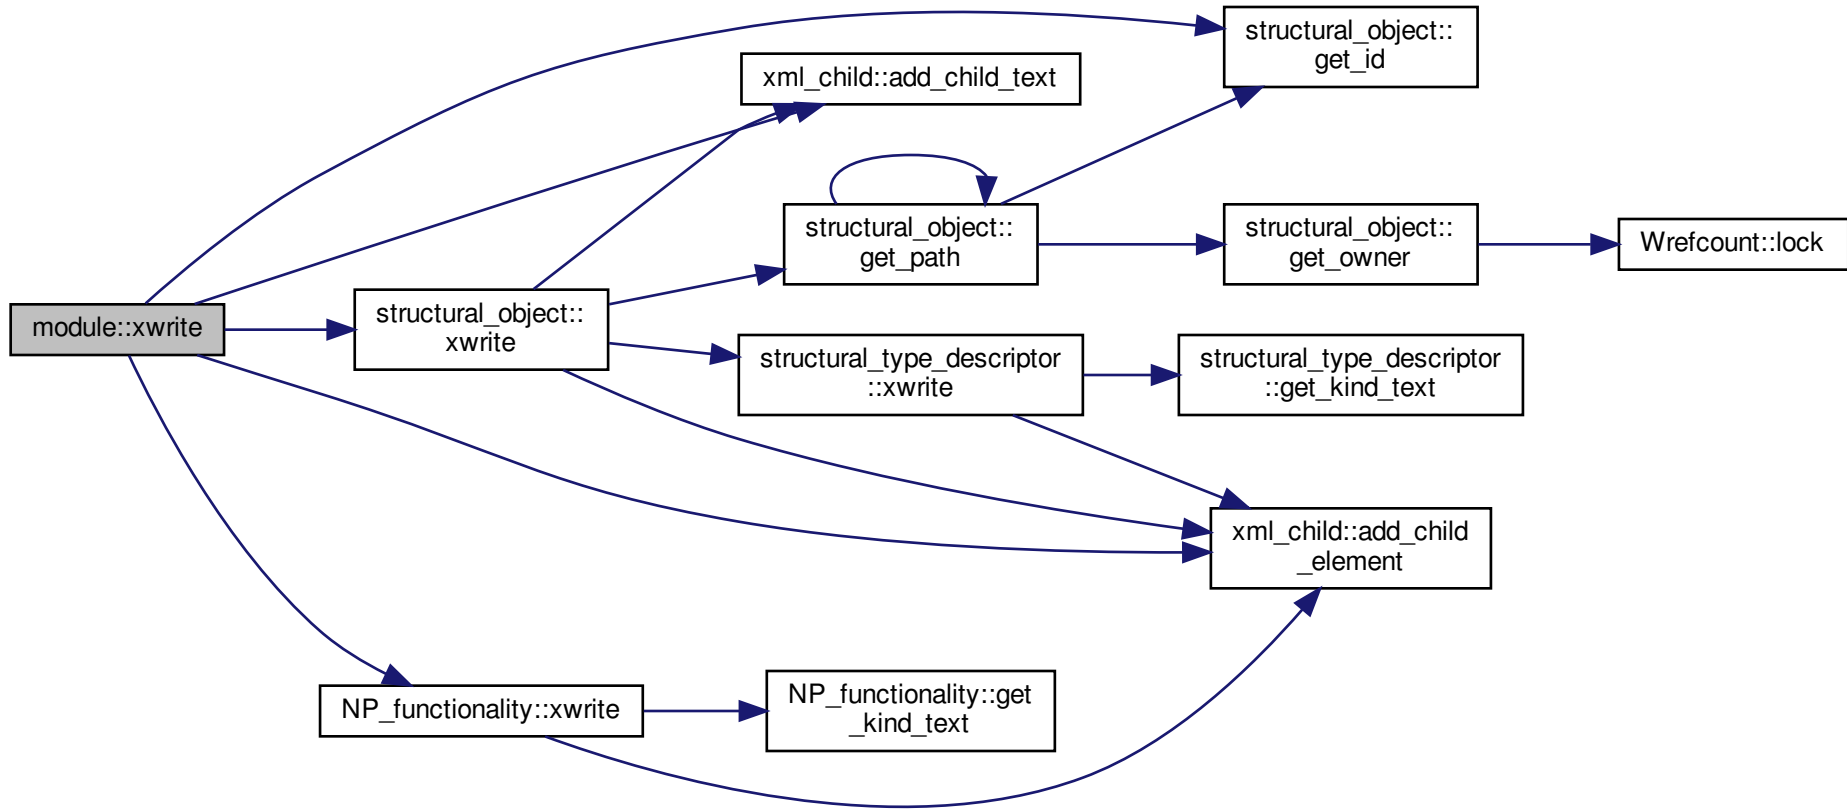 structural_object::
get_id
xml_child::add_child_text
structural_object::
get_path
structural_object::
get_owner
Wrefcount::lock
module::xwrite
structural_object::
xwrite
structural_type_descriptor
::xwrite
structural_type_descriptor
::get_kind_text
xml_child::add_child
_element
NP_functionality::xwrite
NP_functionality::get
_kind_text